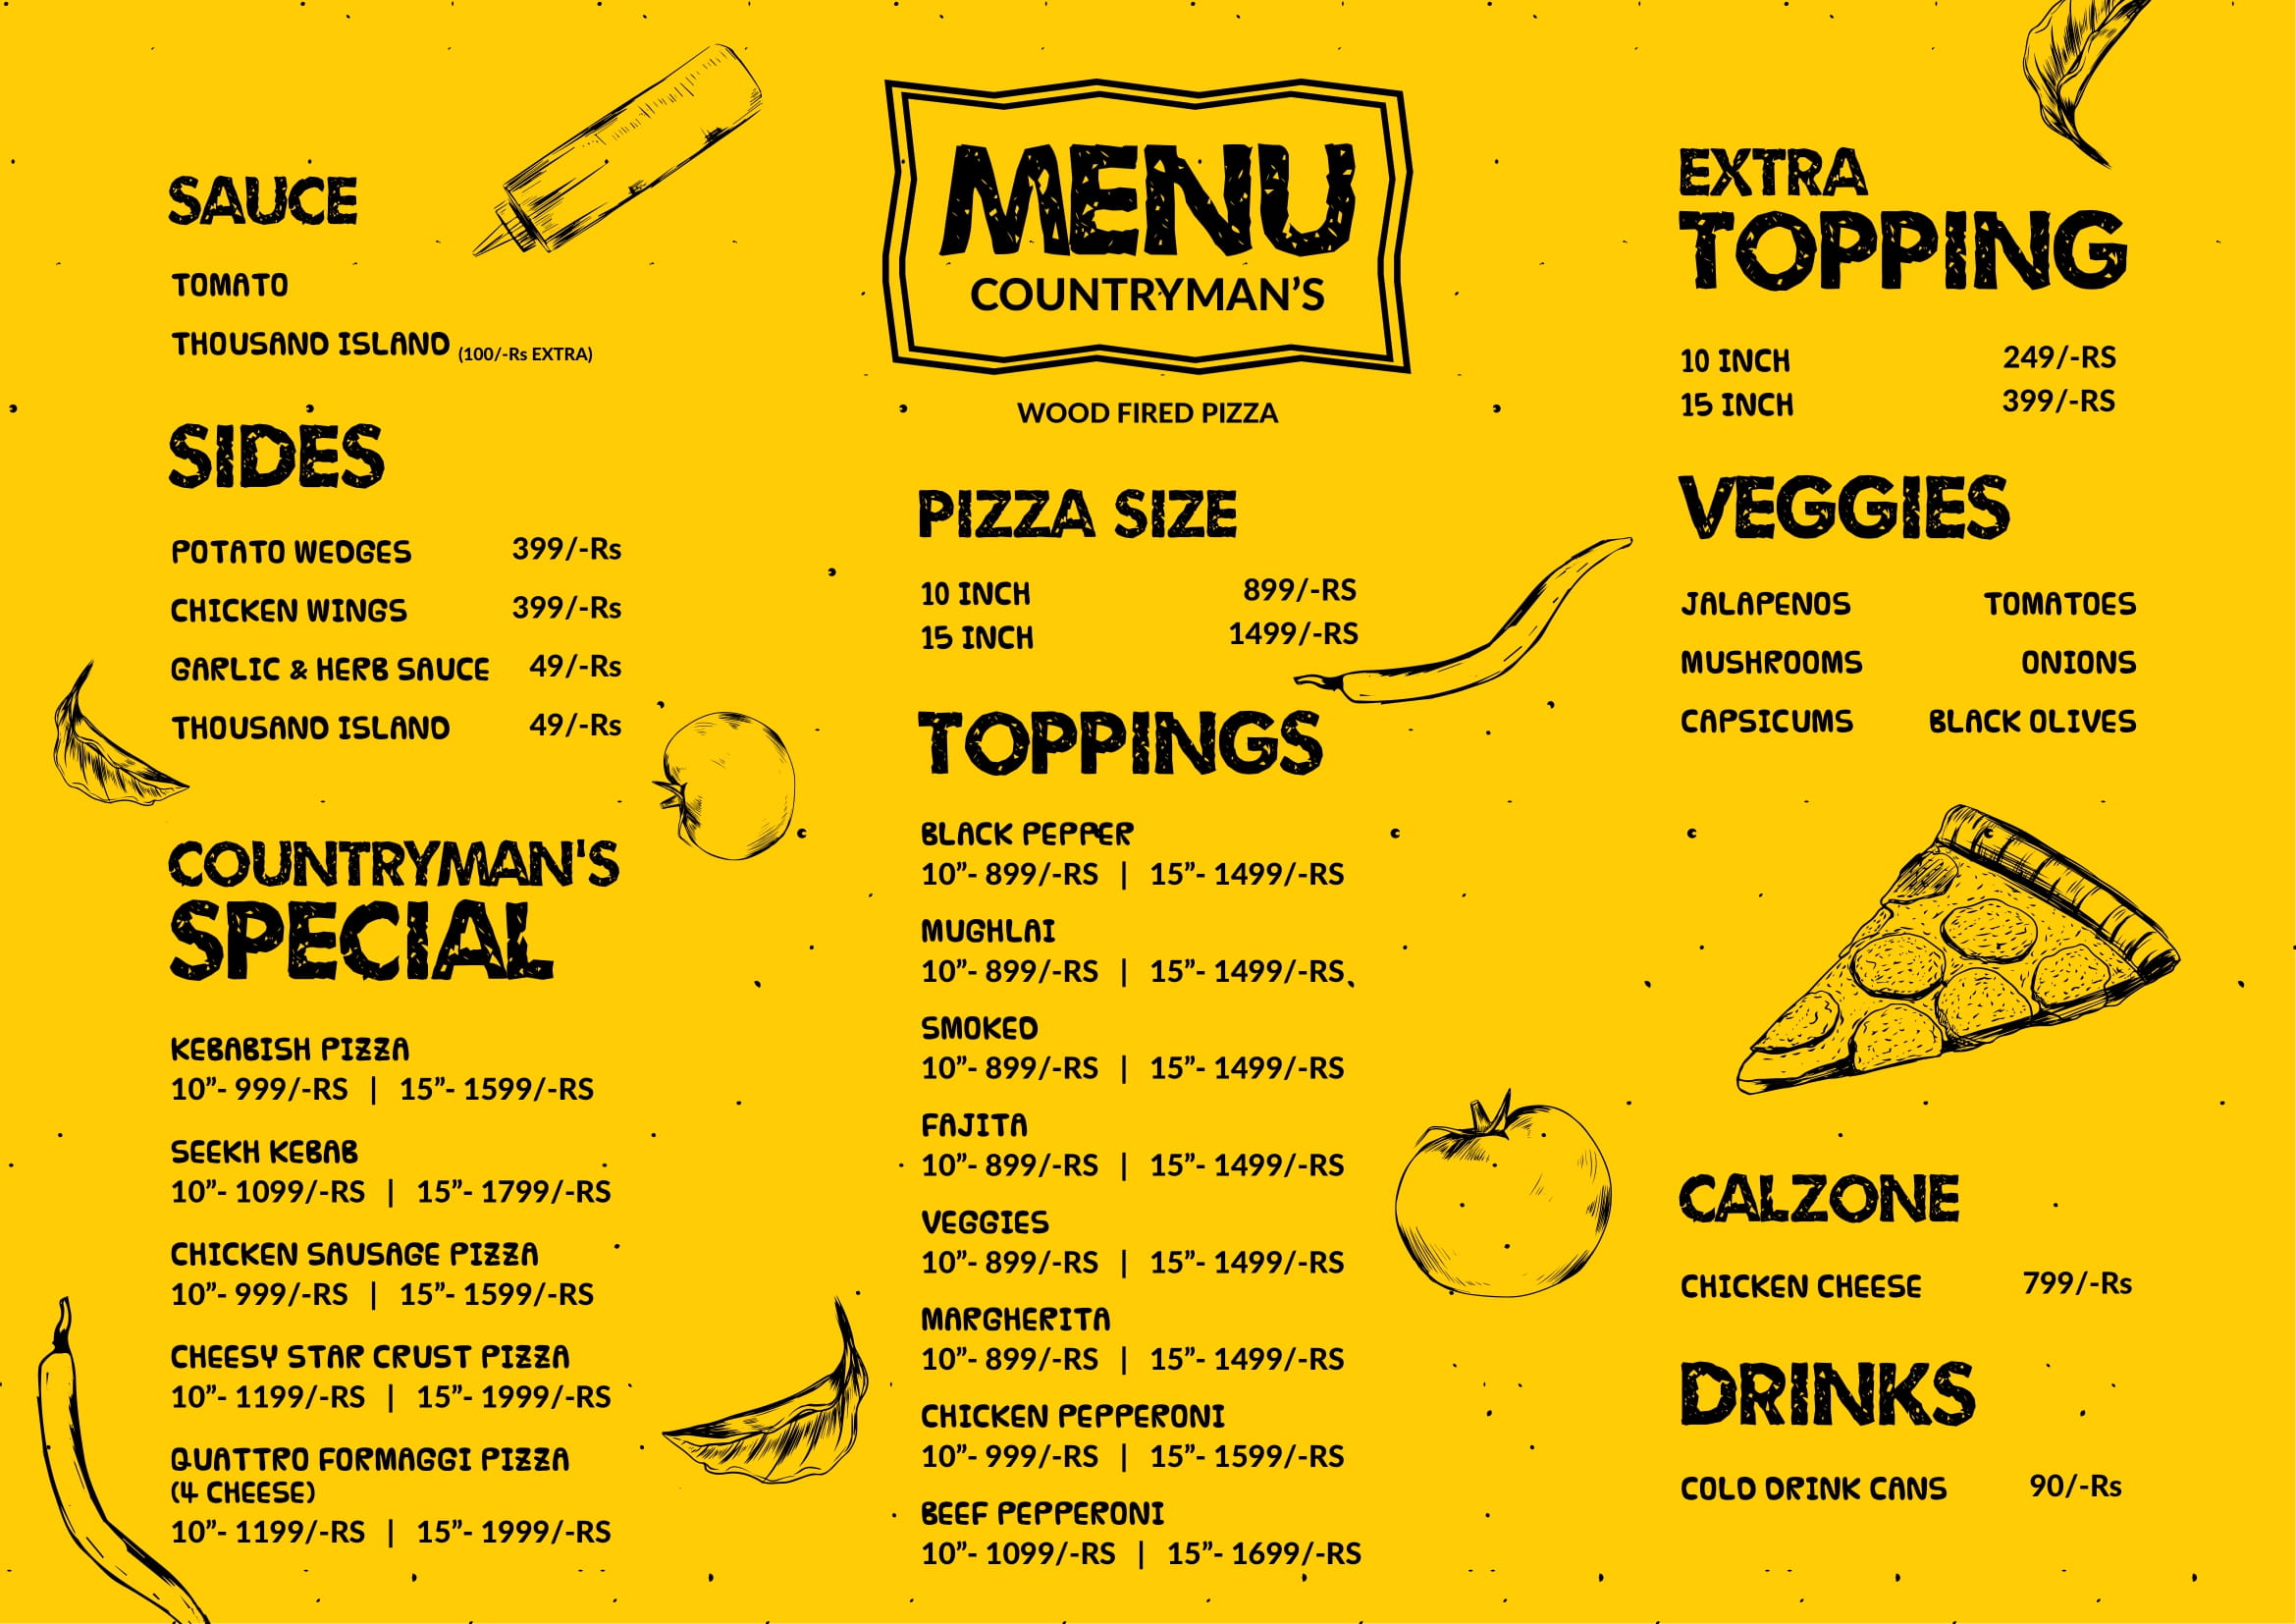 SAUCE
TOMATO
THOUSAND ISLAND (100/-Rs EXTRA)
SIDES
POTATO WEDGES 399/-Rs
CHICKEN WINGS 399/-Rs
GARLIC & HERB SAUCE 49/-Rs
THOUSAND ISLAND 49/-Rs
COUNTRYMAN'S
SPECIAL
KEBABISH PIZZA
10”- 999/-RS | 15”- 1599/-RS
SEEKH KEBAB
10”- 1099/-RS | 15”- 1799/-RS
CHICKEN SAUSAGE PIZZA
10”- 999/-RS | 15”- 1599/-RS
CHEESY STAR CRUST PIZZA
10”- 1199/-RS | 15”- 1999/-RS
QUATTRO FORMAGGI PIZZA
(4 CHEESE)
10”- 1199/-RS | 15”- 1999/-RS
MENU
COUNTRYMAN’S
WOOD FIRED PIZZA
PIZZA SIZE
10 INCH 899/-RS
15 INCH 1499/-RS
TOPPINGS
BLACK PEPPER
10”- 899/-RS | 15”- 1499/-RS
MUGHLAI
10”- 899/-RS | 15”- 1499/-RS
SMOKED
10”- 899/-RS | 15”- 1499/-RS
FAJITA
10”- 899/-RS | 15”- 1499/-RS
VEGGIES
10”- 899/-RS | 15”- 1499/-RS
MARGHERITA
10”- 899/-RS | 15”- 1499/-RS
CHICKEN PEPPERONI
10”- 999/-RS | 15”- 1599/-RS
BEEF PEPPERONI
10”- 1099/-RS | 15”- 1699/-RS
EXTRA
TOPPING
10 INCH 249/-RS
15 INCH 399/-RS
VEGGIES
JALAPENOS TOMATOES
MUSHROOMS ONIONS
CAPSICUMS BLACK OLIVES
CALZONE
CHICKEN CHEESE 799/-Rs
DRINKS
COLD DRINK CANS 90/-Rs